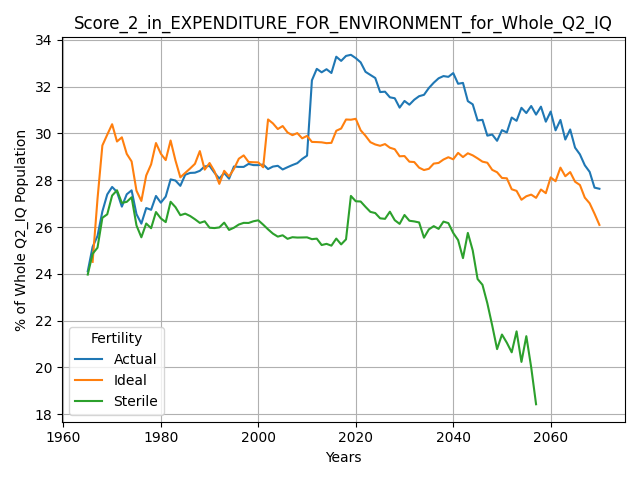 Score_2_in_EXPENDITURE_FOR_ENVIRONMENT_for_Whole_Q2_IQ
34
32
30
28
26
24
22
20
18
% of Whole Q2_IQ Population
Fertility
Actual
Ideal
Sterile
1960
1980
2000
2020
2040
2060
Years